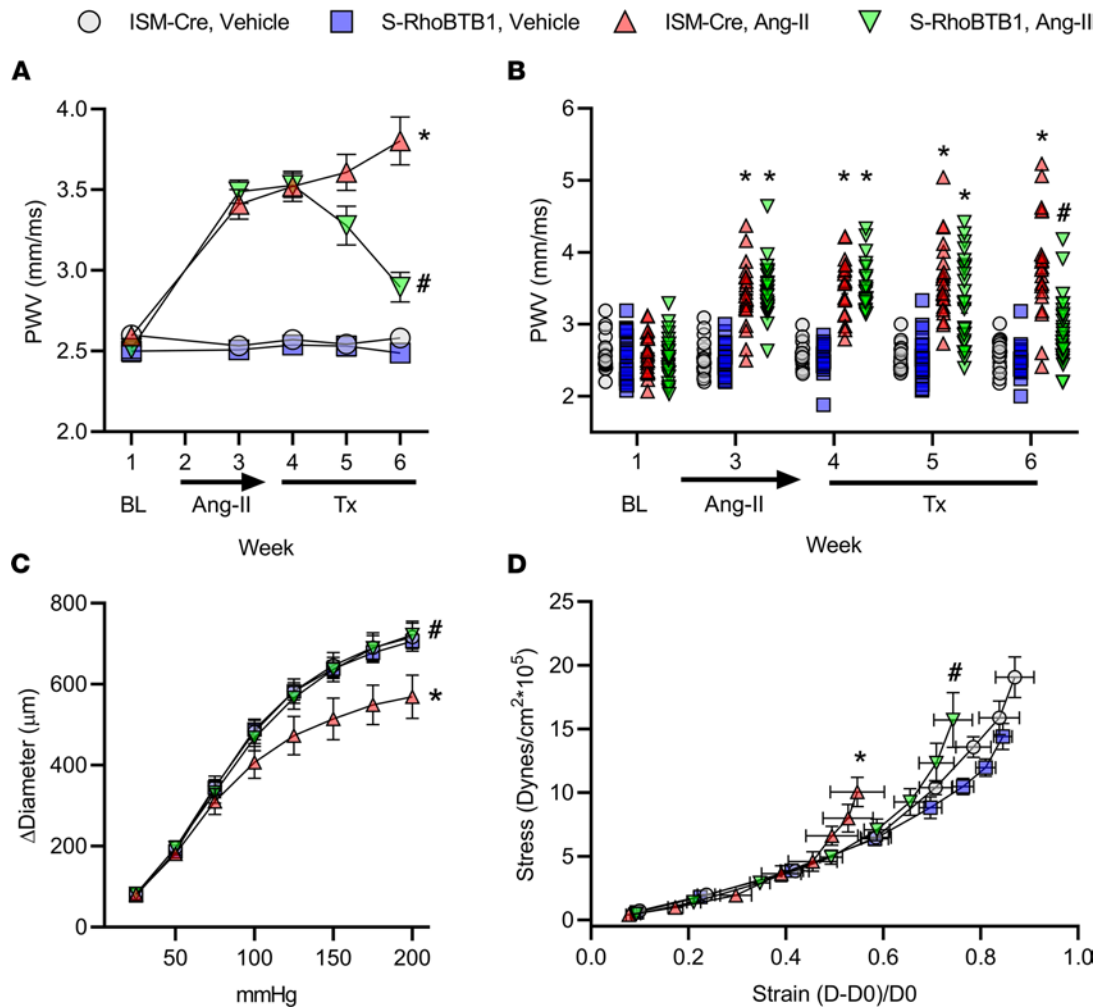 ISM-Cre, Vehicle S-RhoBTB1, Vehicle ISM-Cre, Ang-II S-RhoBTB1, Ang-II
A
PWV (mm/ms)
4.0
3.5
3.0
2.5
2.0
*
#
1 2 3 4 5 6
BL Ang-II Tx
Week
B
PWV (mm/ms)
6
5
4
3
2
* * * * * * * #
1 3 4 5 6
BL Ang-II Tx
Week
C
ΔDiameter (μm)
800
600
400
200
0
#
*
50 100 150 200
mmHg
D
Stress (Dynes/cm²*10⁵)
25
20
15
10
5
0
#
*
0.0 0.2 0.4 0.6 0.8 1.0
Strain (D-D0)/D0